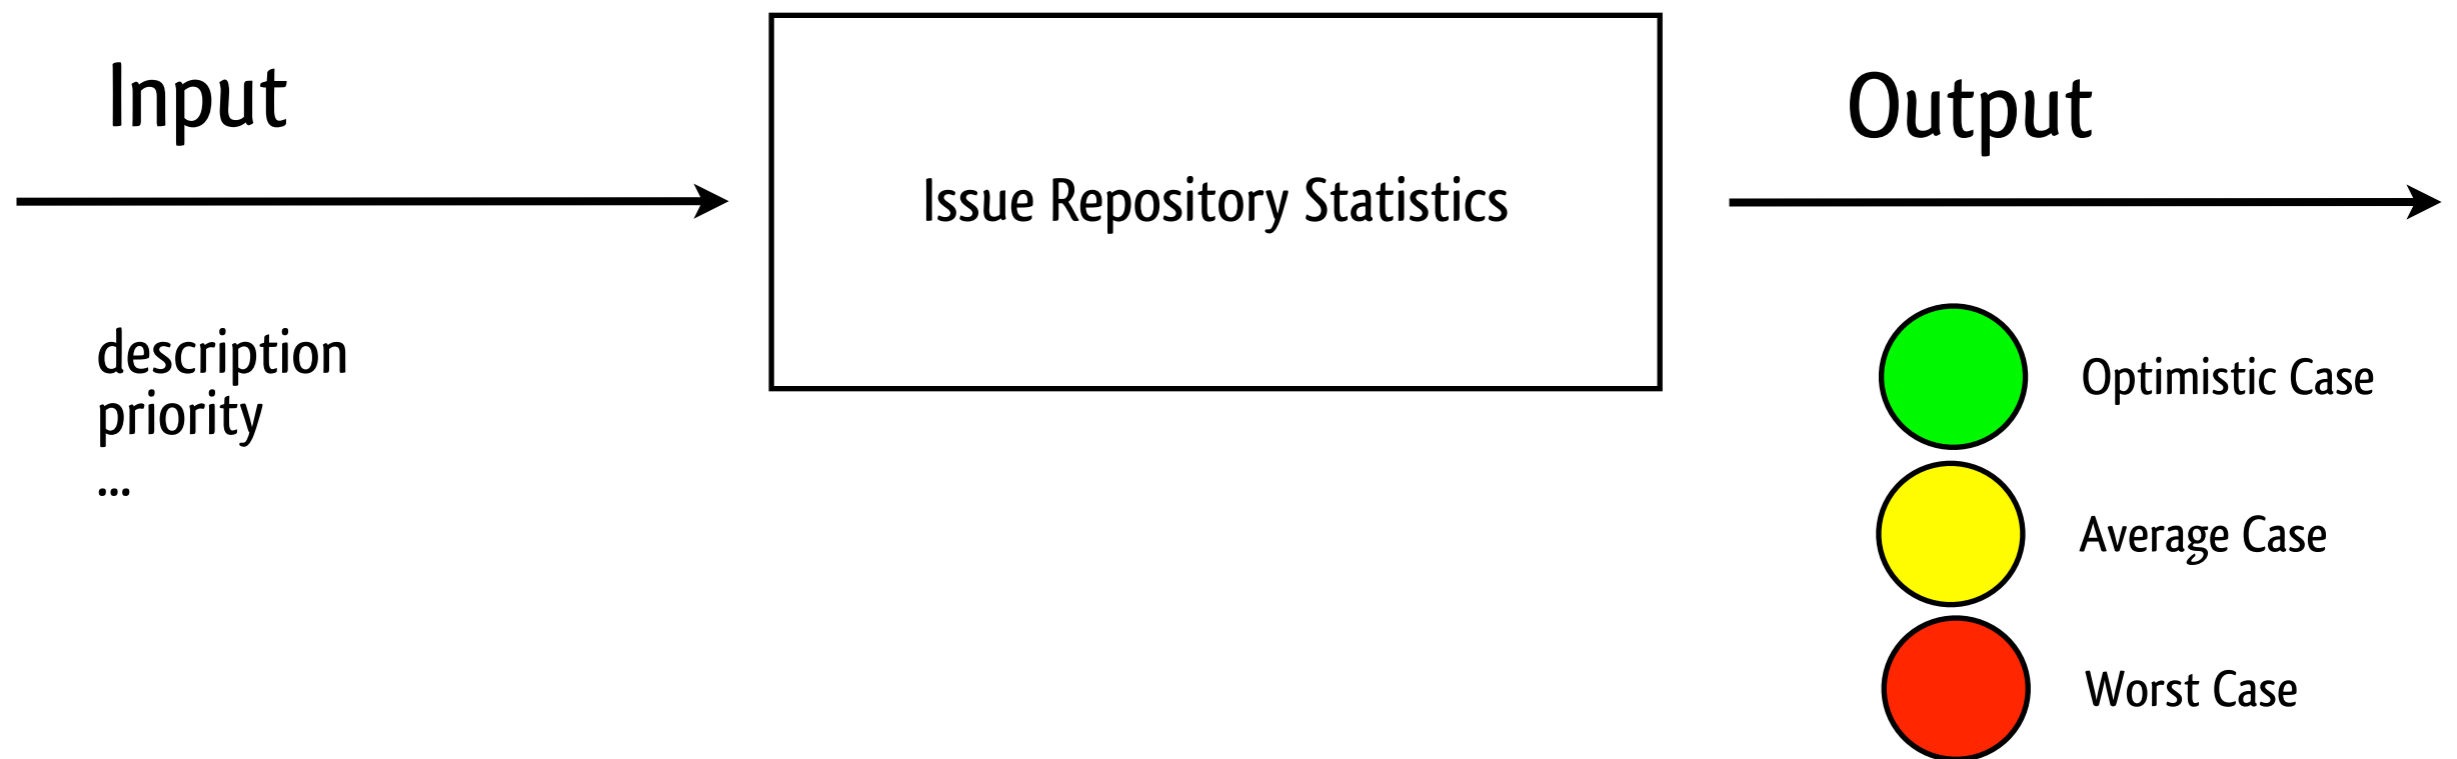 Input
description
priority
...
Issue Repository Statistics
Output
Optimistic Case
Average Case
Worst Case